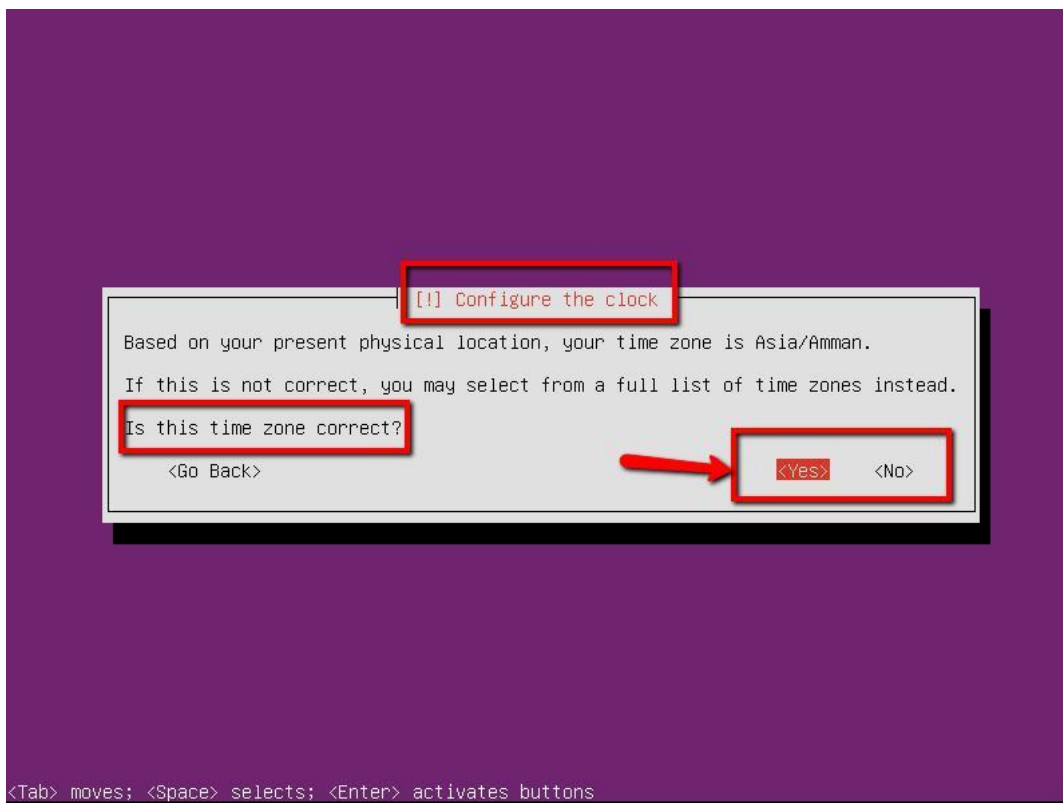 [!] Configure the clock
Based on your present physical location, your time zone is Asia/Amman.
If this is not correct, you may select from a full list of time zones instead.
Is this time zone correct?
<Go Back> <Yes> <No>
<Tab> moves; <Space> selects; <Enter> activates buttons